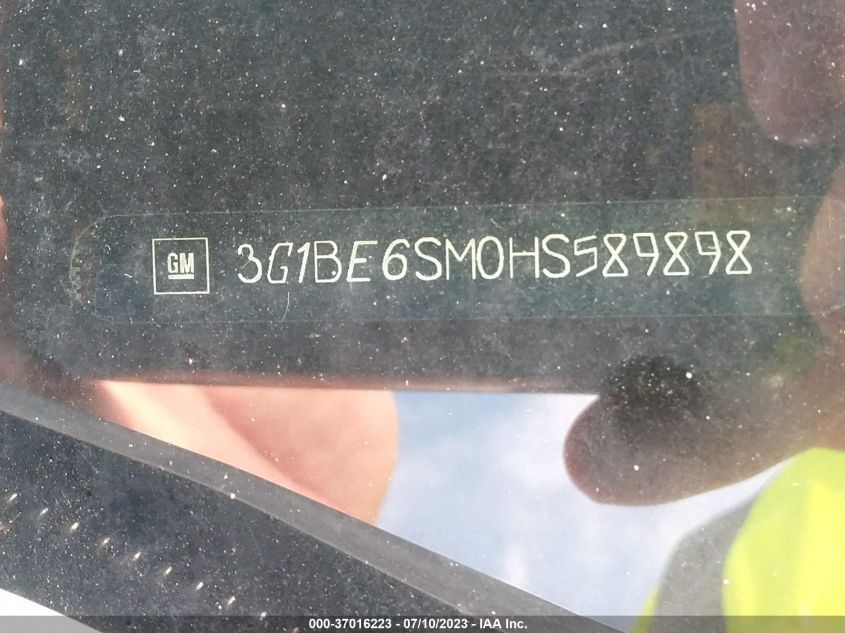 GM 3G1BE6SM0HS589898
000-37016223 - 07/10/2023 - IAA Inc.